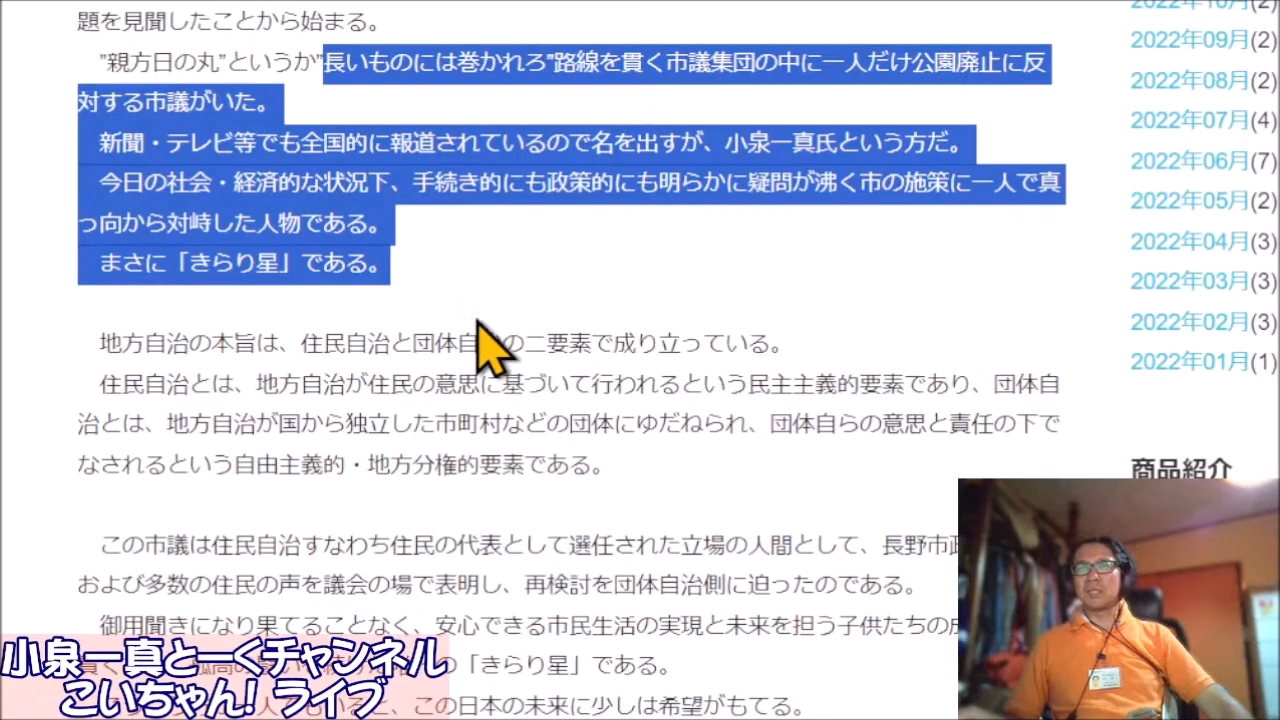 題を見聞したことから始まる。
”親方日の丸”というか”長いものには巻かれろ”路線を貫く市議集団の中に一人だけ公園廃止に反
対する市議がいた。
新聞・テレビ等でも全国的に報道されているので名を出すが、小泉一真氏という方だ。
今日の社会・経済的な状況下、手続き的にも政策的にも明らかに疑問が沸く市の施策に一人で真
っ向から対峙した人物である。
まさに「きらり星」である。
地方自治の本旨は、住民自治と団体自の二要素で成り立っている。
住民自治とは、地方自治が住民の意思に基づいて行われるという民主主義的要素であり、団体自
治とは、地方自治が国から独立した市町村などの団体にゆだねられ、団体自らの意思と責任の下で
なされるという自由主義的・地方分権的要素である。
この市議は住民自治すなわち住民の代表として選任された立場の人間として、長野市政
および多数の住民の声を議会の場で表明し、再検討を団体自治側に迫ったのである。
御用聞きになり果てることなく、安心できる市民生活の実現と未来を担う子供たちの
の「きらり星」である。
この日本の未来に少しは希望がもてる。
2022年10月(2)
2022年09月(2)
2022年08月(2)
2022年07月(4)
2022年06月(7)
2022年05月(2)
2022年04月(3)
2022年03月(3)
2022年02月(3)
2022年01月(1)
商品紹介
小泉一真とーくチャンネル
こいちゃん! ライブ